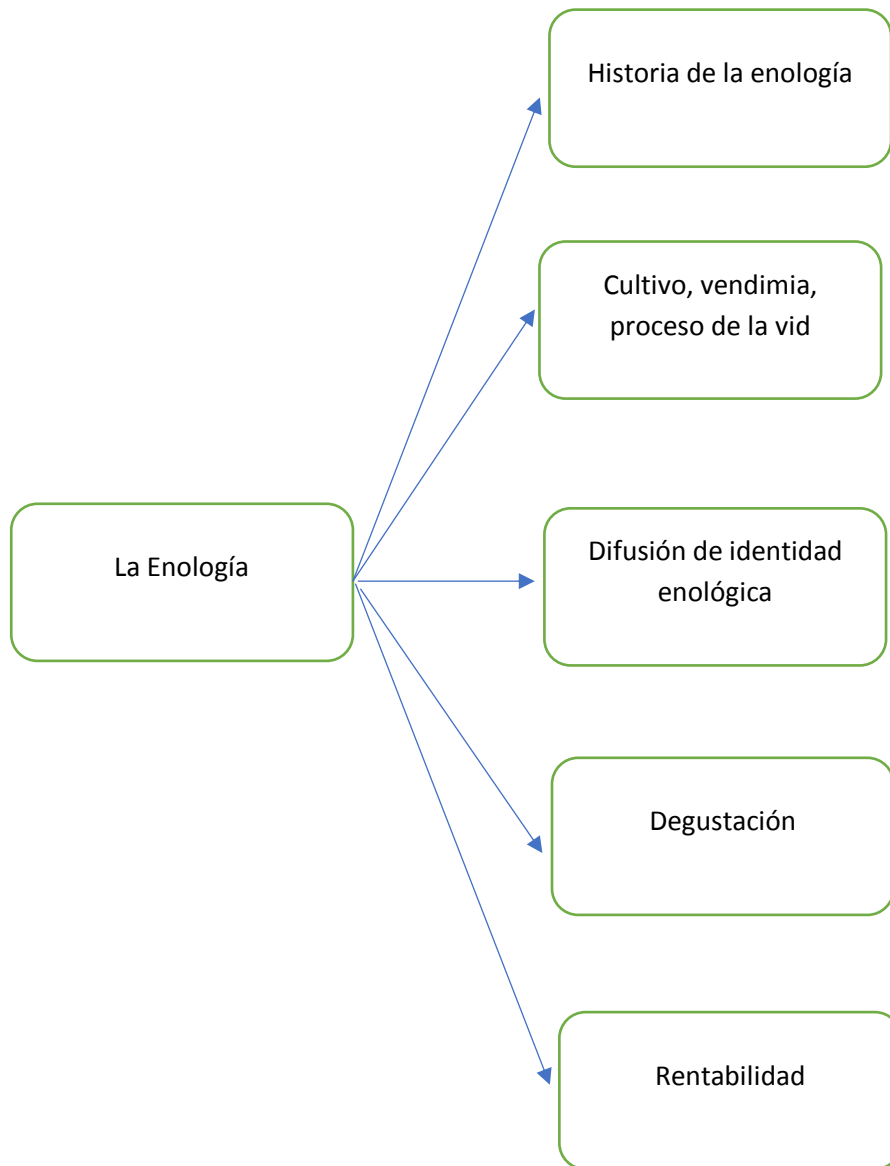 Historia de la enología
Cultivo, vendimia,
proceso de la vid
La Enología
Difusión de identidad
enológica
Degustación
Rentabilidad